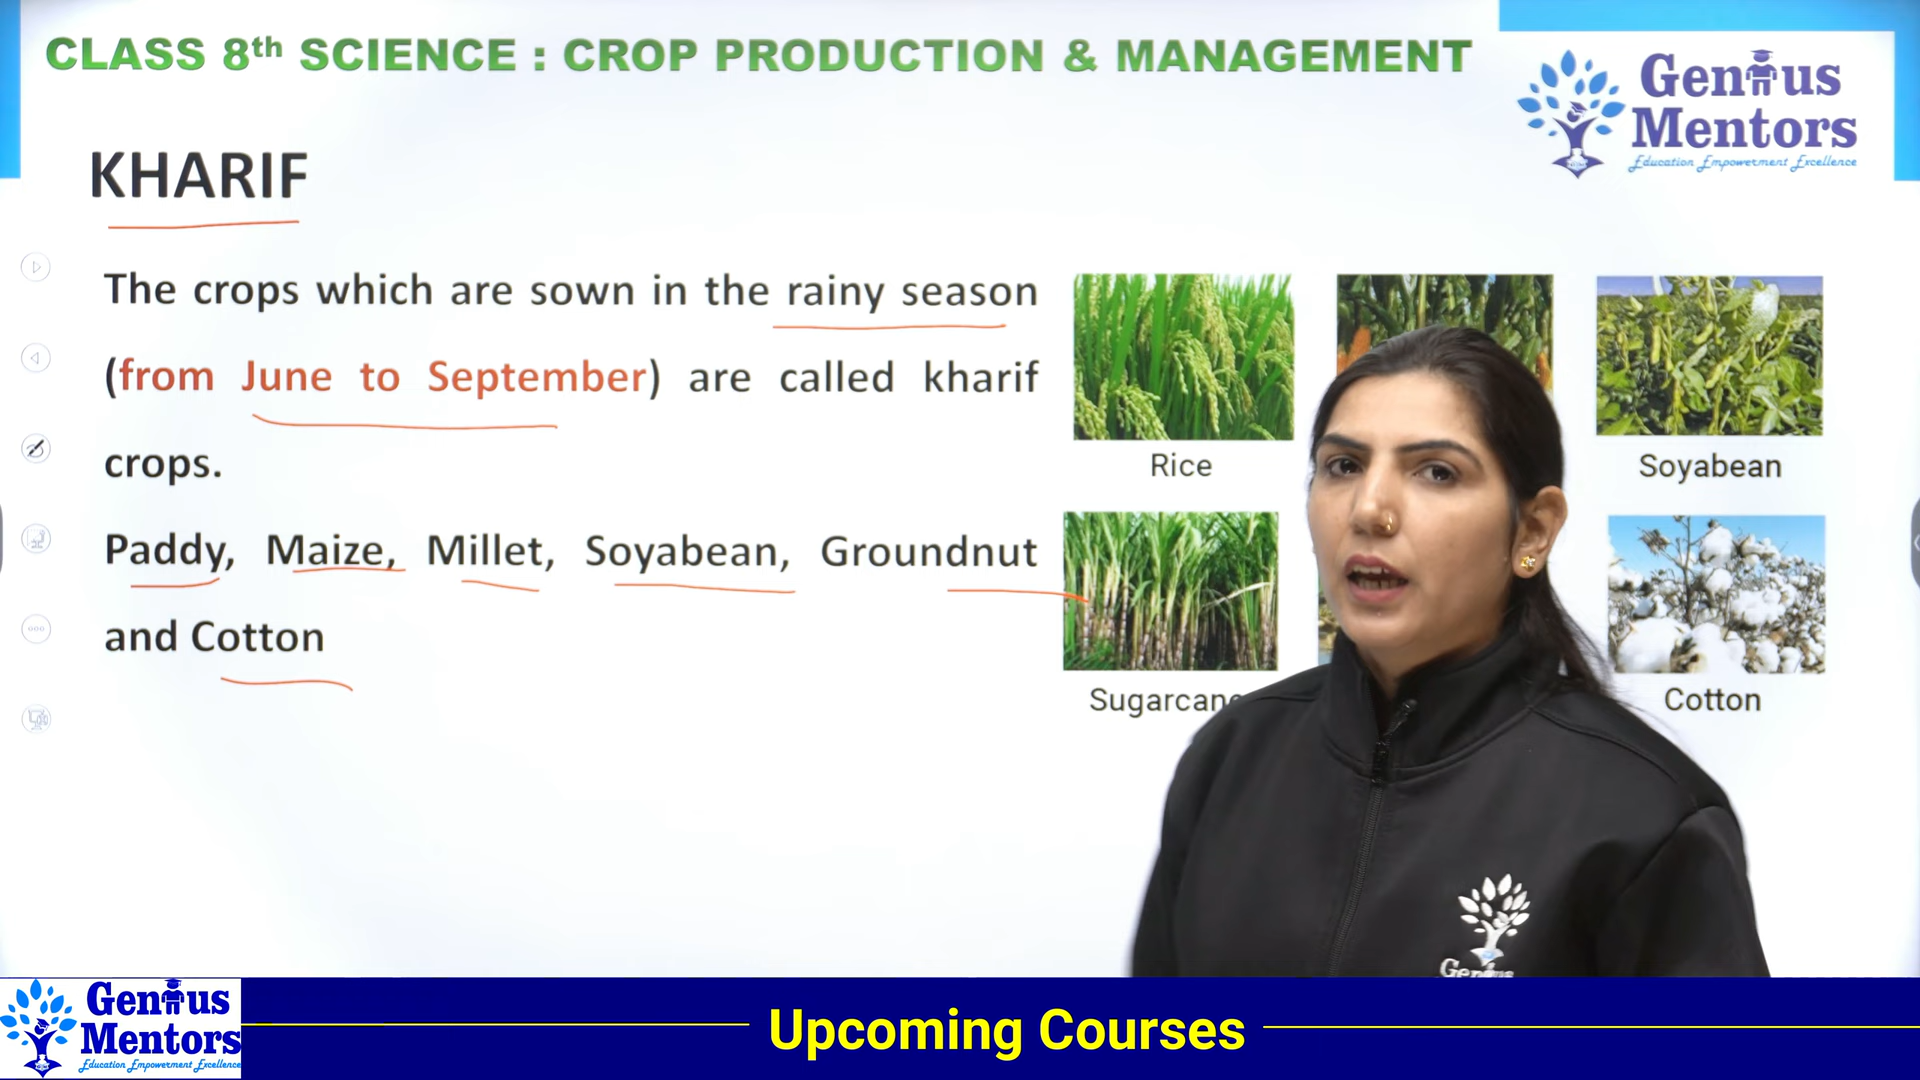 CLASS 8th SCIENCE : CROP PRODUCTION & MANAGEMENT
Genius
Mentors
Education Empowerment Excellence
KHARIF
The crops which are sown in the rainy season
(from June to September) are called kharif
crops.
Paddy, Maize, Millet, Soyabean, Groundnut
and Cotton
Rice
Soyabean
Sugarcane
Cotton
Genius
Genius
Mentors
Education Empowerment Excellence
Upcoming Courses